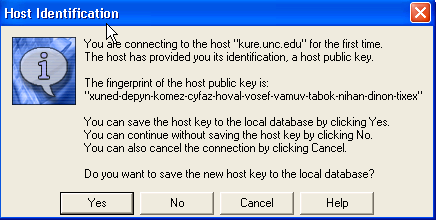 Host Identification
You are connecting to the host "kure.unc.edu" for the first time.
The host has provided you its identification, a host public key.
The fingerprint of the host public key is:
"xuned-depyn-komez-cyfaz-hoval-vosef-vamuv-tabok-nihan-dinon-tixex"
You can save the host key to the local database by clicking Yes.
You can continue without saving the host key by clicking No.
You can also cancel the connection by clicking Cancel.
Do you want to save the new host key to the local database?
Yes No Cancel Help